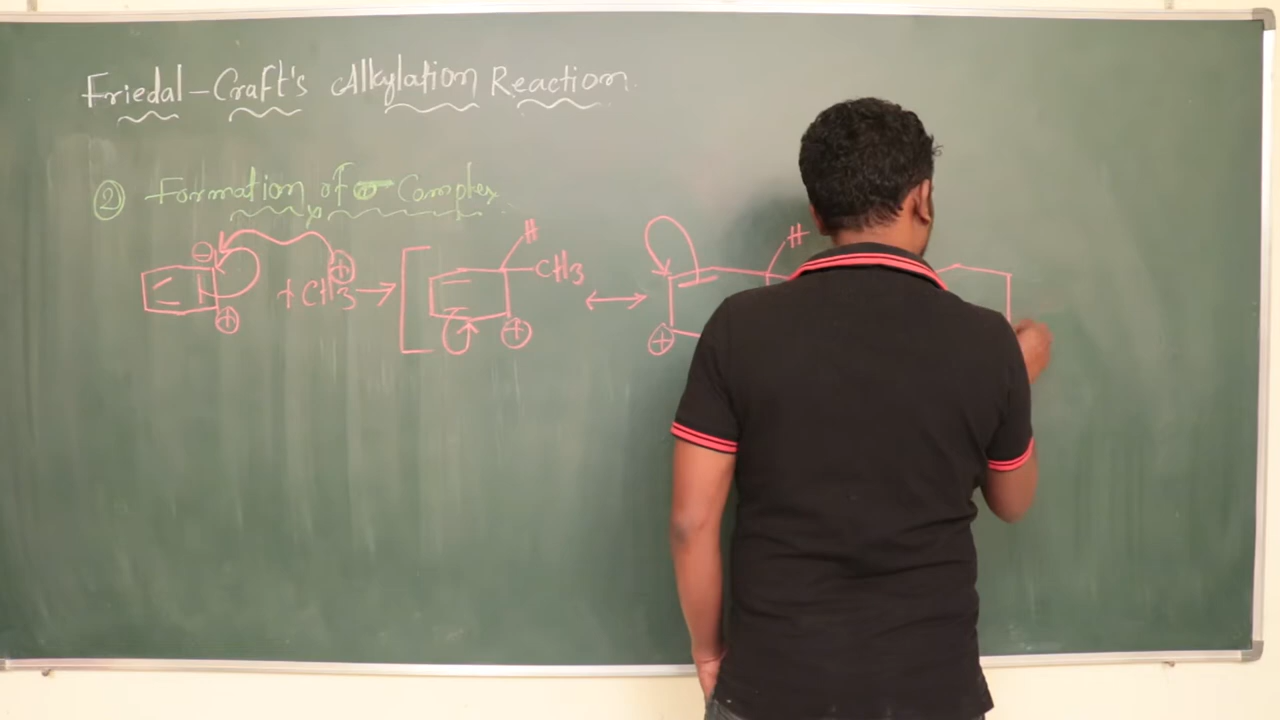 Friedal-Craft's Alkylation Reaction
② Formation of σ- Complex
⊖ ⊕ + CH3 ⊕ → [ H CH3 ⊕ ↔ ⊕ H